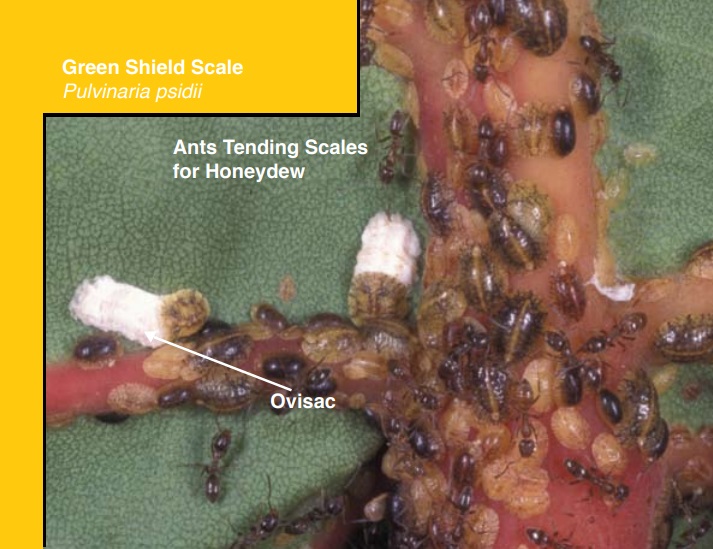 Green Shield Scale
Pulvinaria psidii
Ants Tending Scales
for Honeydew
Ovisac